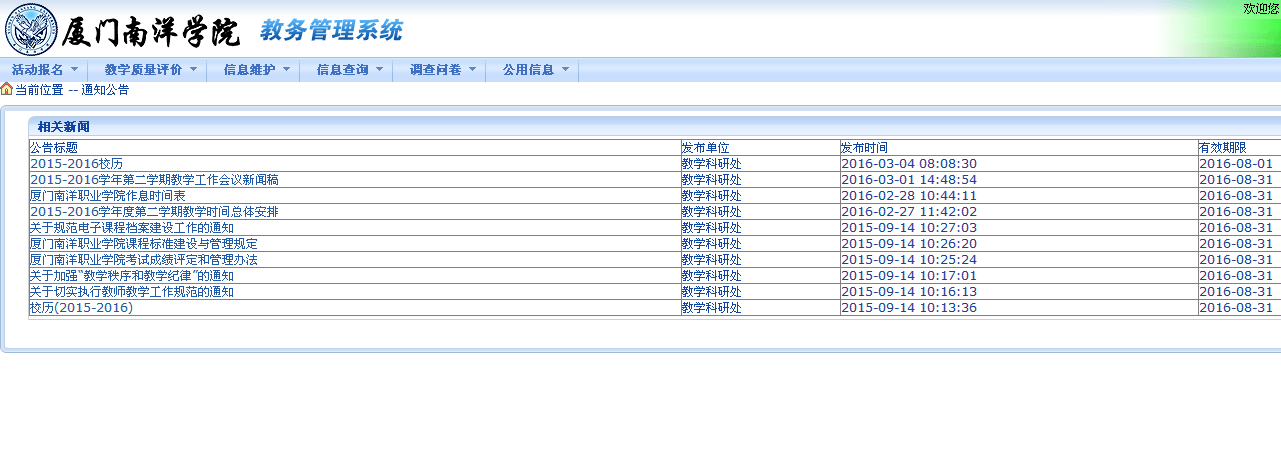 欢迎您
厦门南洋学院 教务管理系统
活动报名 教学质量评价 信息维护 信息查询 调查问卷 公用信息
当前位置 -- 通知公告
相关新闻
公告标题 发布单位 发布时间 有效期限
2015-2016校历 教学科研处 2016-03-04 08:08:30 2016-08-01
2015-2016学年第二学期教学工作会议新闻稿 教学科研处 2016-03-01 14:48:54 2016-08-31
厦门南洋职业学院作息时间表 教学科研处 2016-02-28 10:44:11 2016-08-31
2015-2016学年度第二学期教学时间总体安排 教学科研处 2016-02-27 11:42:02 2016-08-31
关于规范电子课程档案建设工作的通知 教学科研处 2015-09-14 10:27:03 2016-08-31
厦门南洋职业学院课程标准建设与管理规定 教学科研处 2015-09-14 10:26:20 2016-08-31
厦门南洋职业学院考试成绩评定和管理办法 教学科研处 2015-09-14 10:25:24 2016-08-31
关于加强“教学秩序和教学纪律”的通知 教学科研处 2015-09-14 10:17:01 2016-08-31
关于切实执行教师教学工作规范的通知 教学科研处 2015-09-14 10:16:13 2016-08-31
校历(2015-2016) 教学科研处 2015-09-14 10:13:36 2016-08-31